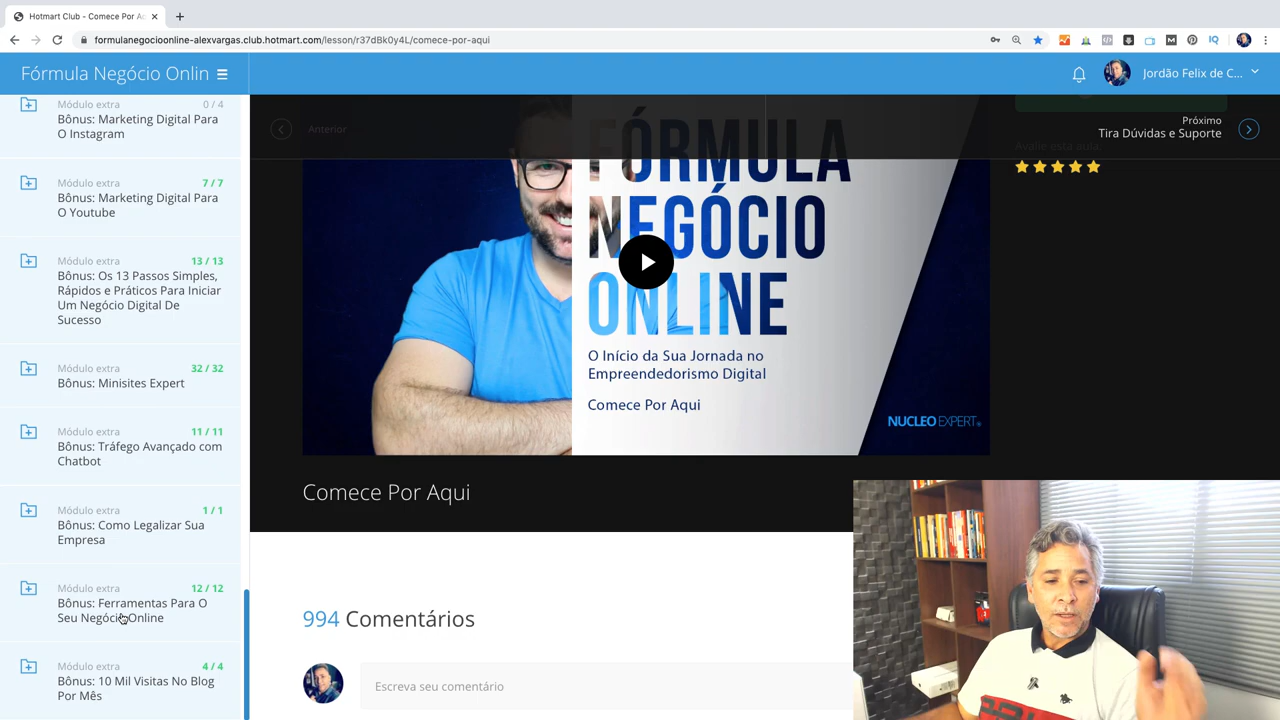 Hotmart Club - Comece Por A
formulanegocioonline-alexvargas.club.hotmart.com/lesson/r37dBk0y4L/comece-por-aqui
Fórmula Negócio Onlin
Jordão Felix de C...
Módulo extra 0 / 4
Bônus: Marketing Digital Para
O Instagram
Módulo extra 7 / 7
Bônus: Marketing Digital Para
O Youtube
Módulo extra 13 / 13
Bônus: Os 13 Passos Simples,
Rápidos e Práticos Para Iniciar
Um Negócio Digital De
Sucesso
Módulo extra 32 / 32
Bônus: Minisites Expert
Módulo extra 11 / 11
Bônus: Tráfego Avançado com
Chatbot
Módulo extra 1 / 1
Bônus: Como Legalizar Sua
Empresa
Módulo extra 12 / 12
Bônus: Ferramentas Para O
Seu Negócio Online
Módulo extra 4 / 4
Bônus: 10 Mil Visitas No Blog
Por Mês
Anterior
Próximo
Tira Dúvidas e Suporte
Avalie esta aula:
FÓRMULA
NEGÓCIO
ONLINE
O Início da Sua Jornada no
Empreendedorismo Digital
Comece Por Aqui
NUCLEO EXPERT
Comece Por Aqui
994 Comentários
Escreva seu comentário